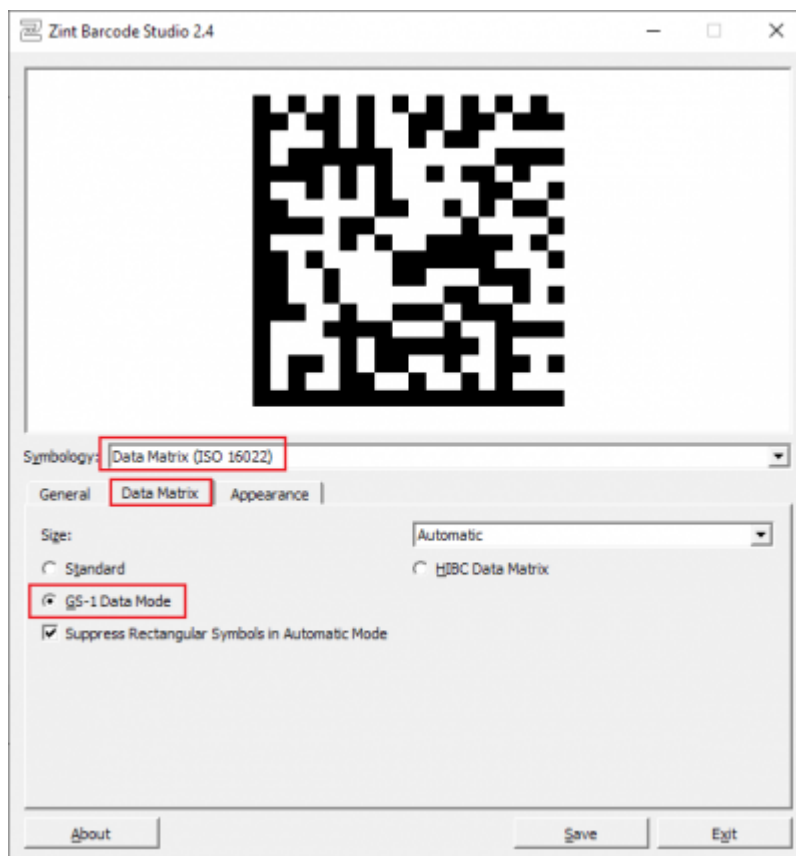 Zint Barcode Studio 2.4
Symbology: Data Matrix (ISO 16022)
General Data Matrix Appearance
Size: Automatic
Standard HIBC Data Matrix
GS-1 Data Mode
Suppress Rectangular Symbols in Automatic Mode
About Save Exit